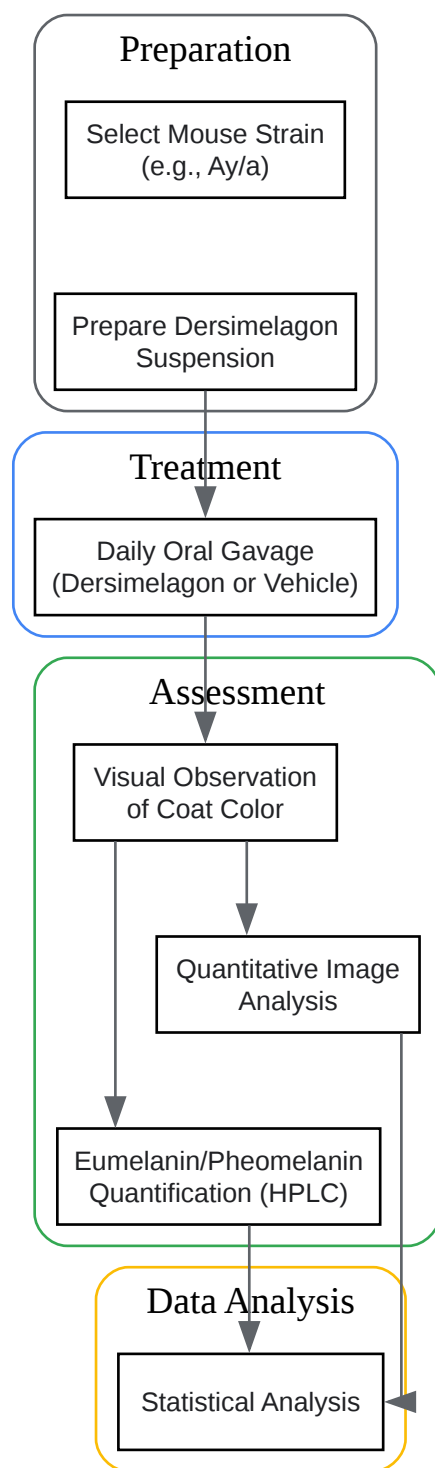 Preparation
Select Mouse Strain
(e.g., Ay/a)
Prepare Dersimelagon
Suspension
Treatment
Daily Oral Gavage
(Dersimelagon or Vehicle)
Assessment
Visual Observation
of Coat Color
Quantitative Image
Analysis
Eumelanin/Pheomelanin
Quantification (HPLC)
Data Analysis
Statistical Analysis